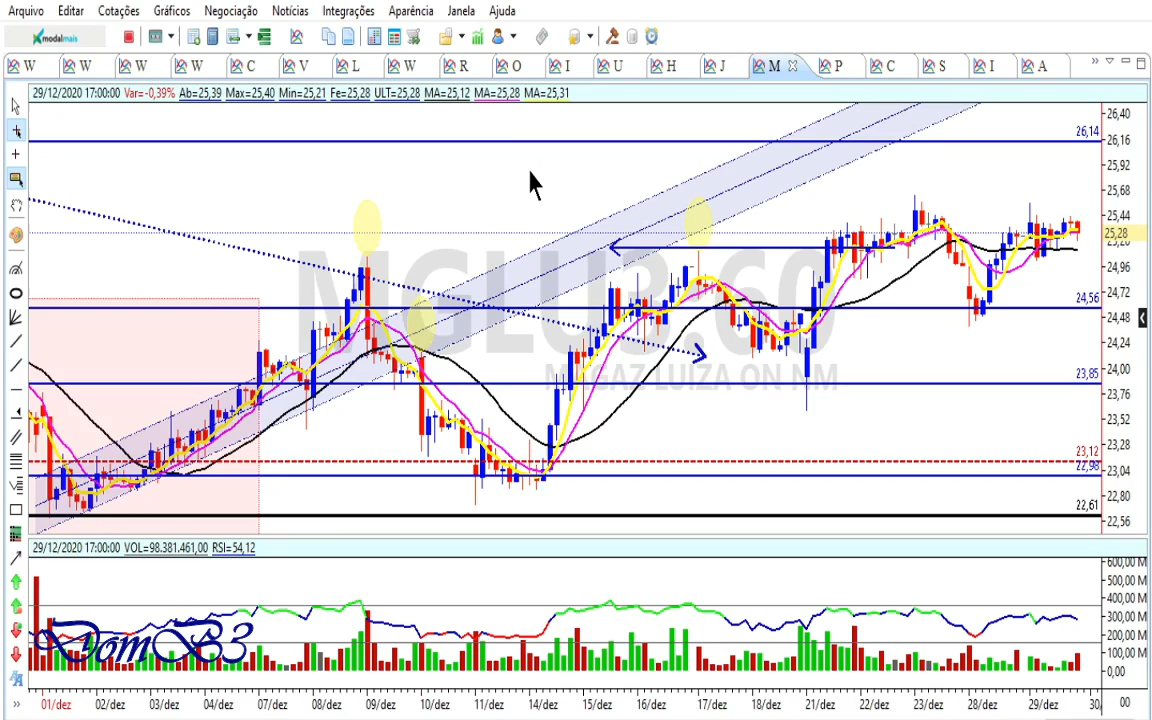 Arquivo Editar Cotações Gráficos Negociação Notícias Integrações Aparência Janela Ajuda
modalmais
W W W W C V L W R O I U H J M P C S I A
29/12/2020 17:00:00 Var=-0,39% Ab=25,39 Max=25,40 Min=25,21 Fe=25,28 ULT=25,28 MA=25,12 MA=25,28 MA=25,31
26,40
26,14
26,16
25,92
25,68
25,44
25,28
25,20
24,96
24,72
24,56
24,48
24,24
24,00
23,85
23,76
23,52
23,28
23,12
23,04
22,98
22,80
22,61
22,56
MGLU3.60
MAGAZ LUIZA ON NM
29/12/2020 17:00:00 VOL=98.381.461,00 RSI=54,12
600,00 M
500,00 M
400,00 M
300,00 M
200,00 M
100,00 M
0,00
DomB3
01/dez 02/dez 03/dez 04/dez 07/dez 08/dez 09/dez 10/dez 11/dez 14/dez 15/dez 16/dez 17/dez 18/dez 21/dez 22/dez 23/dez 28/dez 29/dez 30/ 00